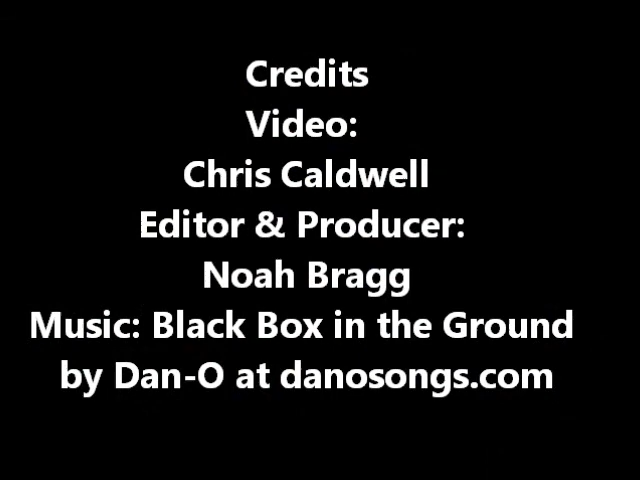 Credits
Video:
Chris Caldwell
Editor & Producer:
Noah Bragg
Music: Black Box in the Ground
by Dan-O at danosongs.com